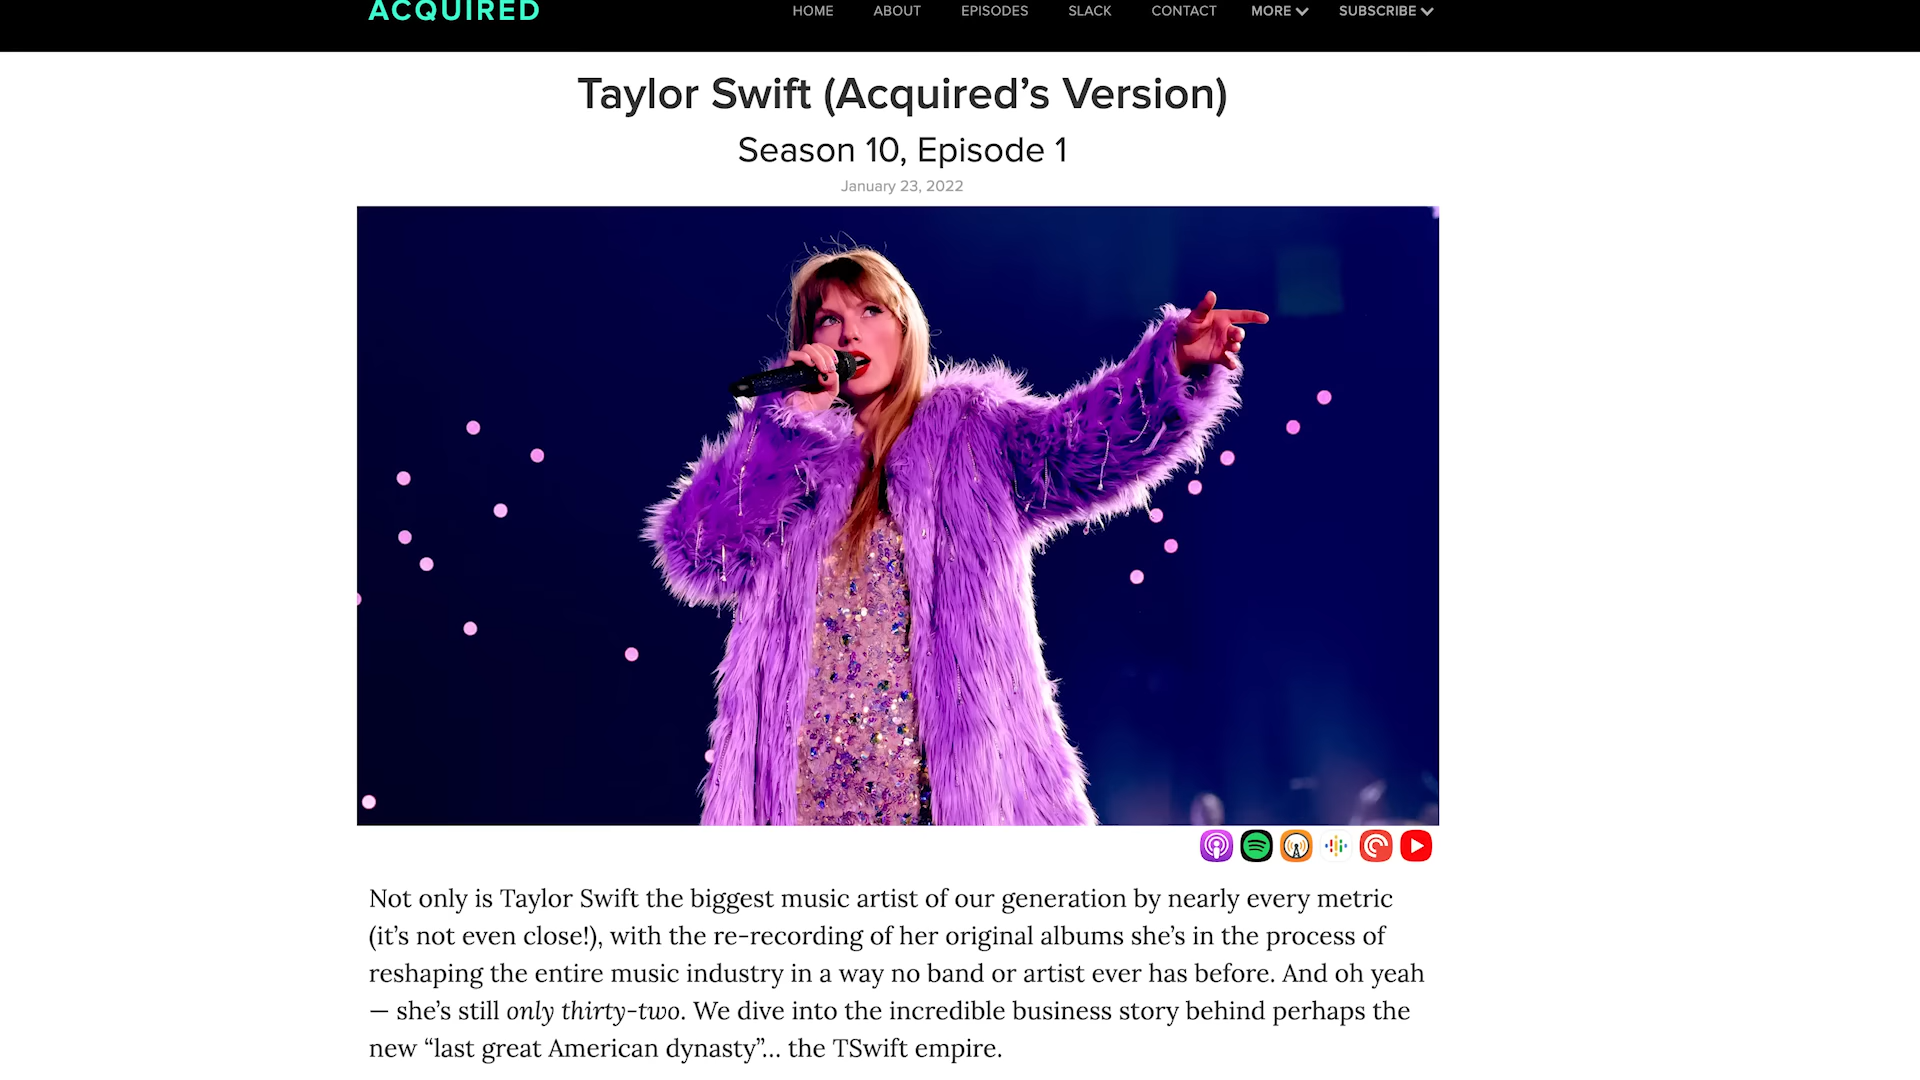 ACQUIRED
HOME ABOUT EPISODES SLACK CONTACT MORE SUBSCRIBE
Taylor Swift (Acquired’s Version)
Season 10, Episode 1
January 23, 2022
Not only is Taylor Swift the biggest music artist of our generation by nearly every metric
(it’s not even close!), with the re-recording of her original albums she’s in the process of
reshaping the entire music industry in a way no band or artist ever has before. And oh yeah
— she’s still only thirty-two. We dive into the incredible business story behind perhaps the
new “last great American dynasty”... the TSwift empire.